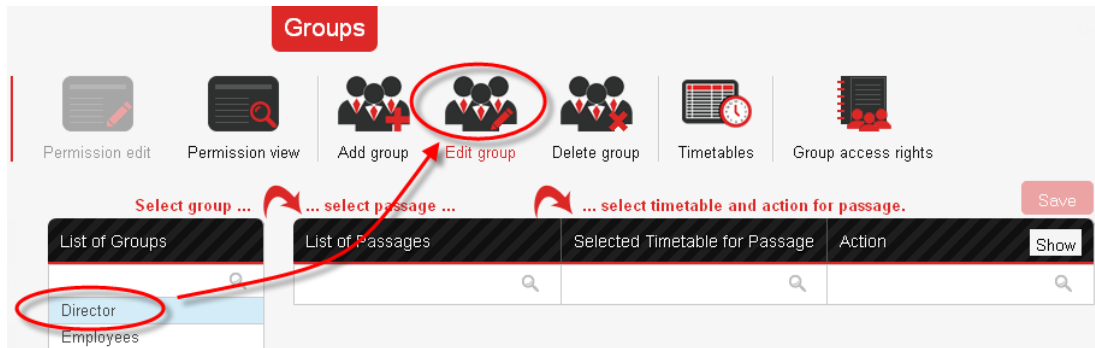 Groups
Permission edit Permission view Add group Edit group Delete group Timetables Group access rights
Select group ... ... select passage ... ... select timetable and action for passage. Save
List of Groups List of Passages Selected Timetable for Passage Action Show
Director
Employees